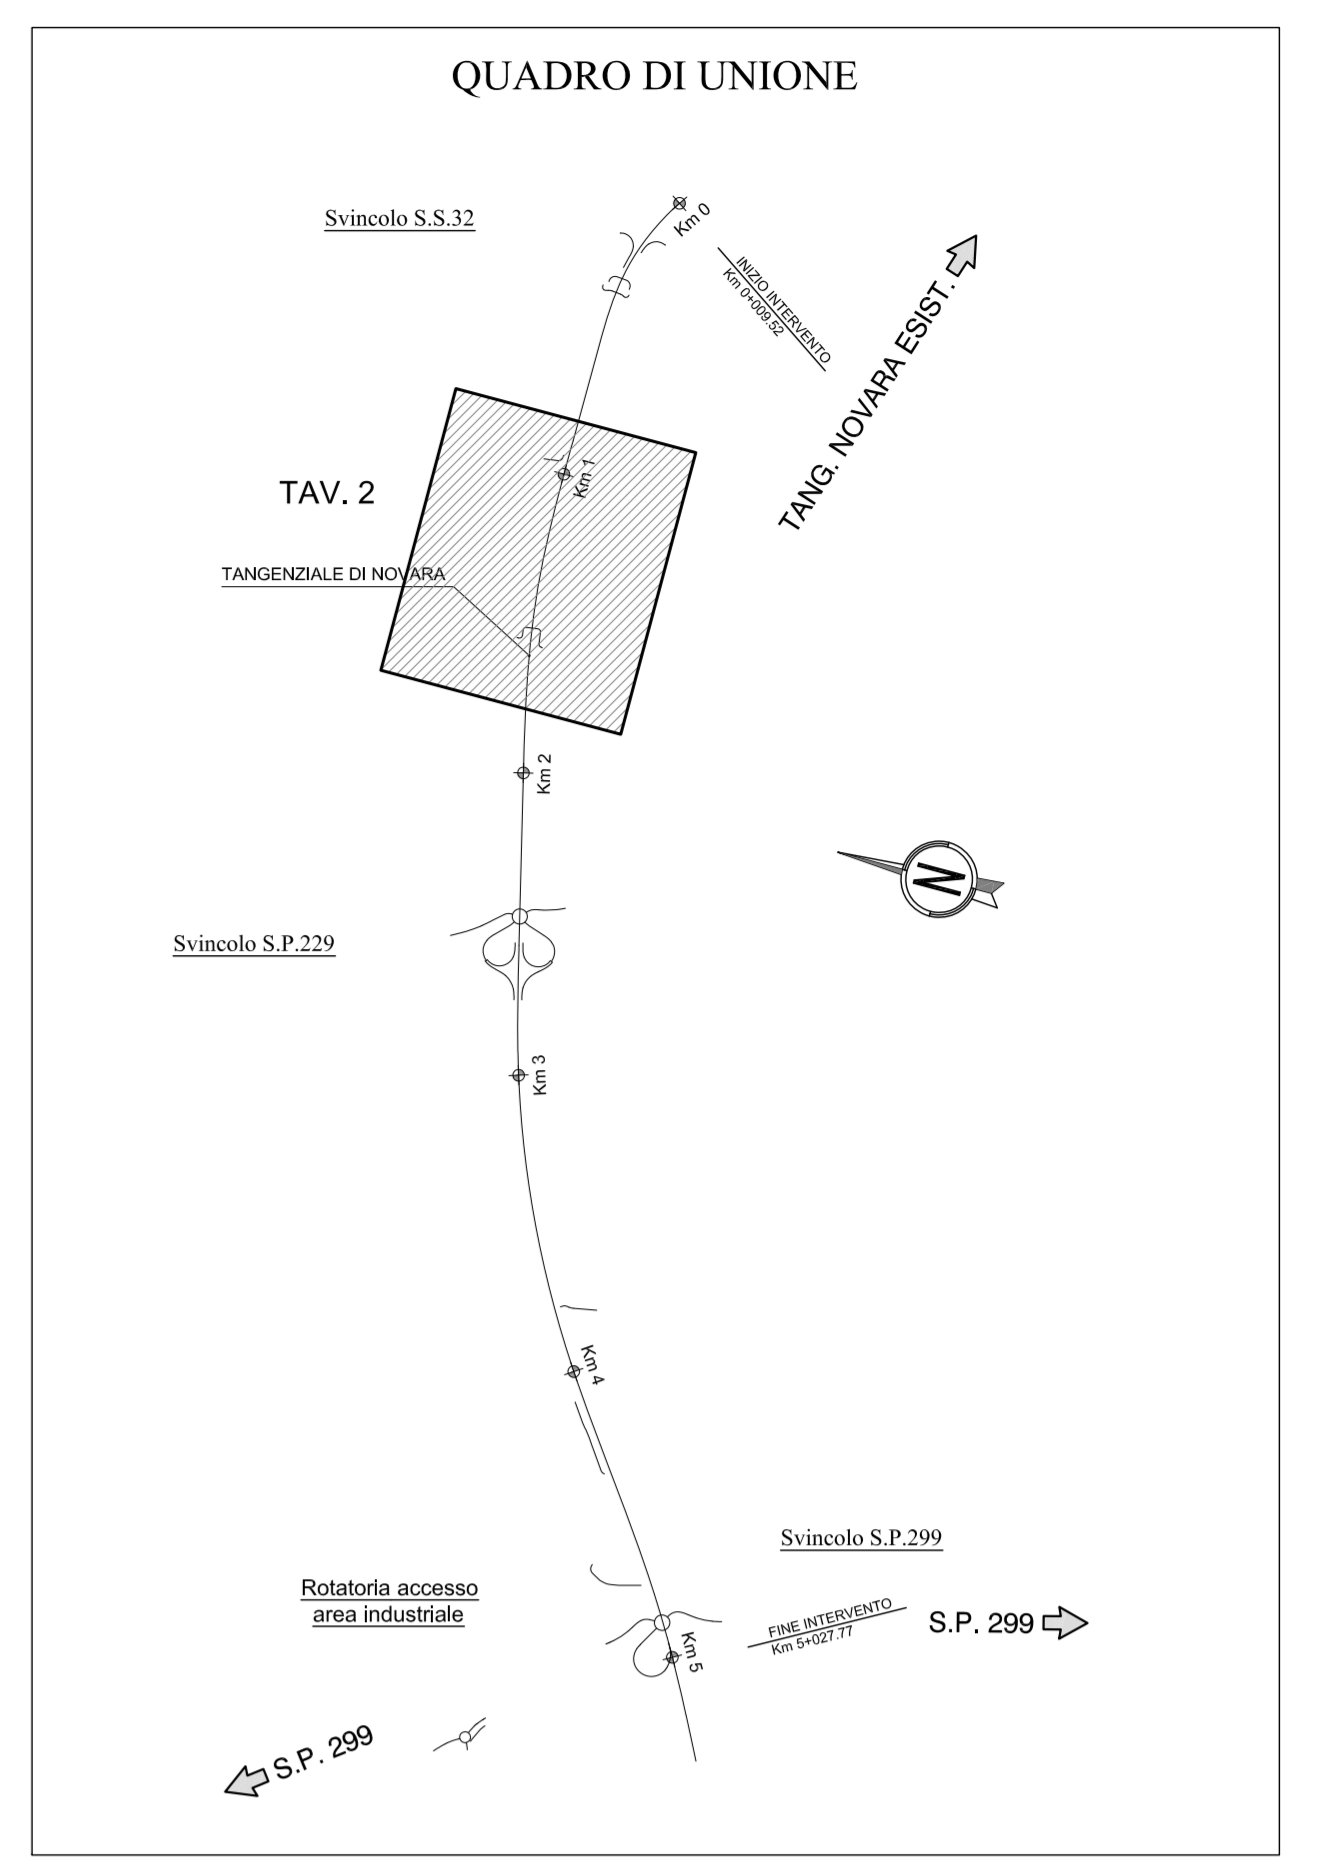 QUADRO DI UNIONE
Svincolo S.S.32
Km 0
INIZIO INTERVENTO
Km 0+009.52
TANG. NOVARA ESIST.
Km 1
TAV. 2
TANGENZIALE DI NOVARA
Km 2
N
Svincolo S.P.229
Km 3
Km 4
Svincolo S.P.299
Rotatoria accesso
area industriale
FINE INTERVENTO
Km 5+027.77
S.P. 299
Km 5
S.P. 299